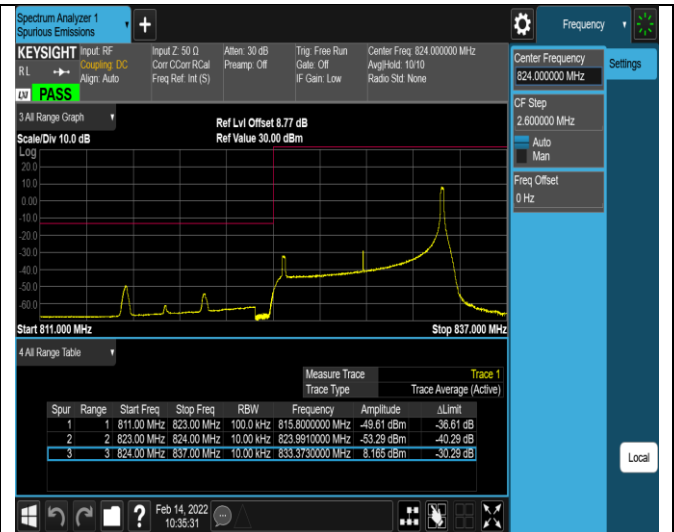 Spectrum Analyzer 1
Spurious Emissions
+
Frequency
KEYSIGHT
RL
LXI PASS
Input: RF
Coupling: DC
Align: Auto
Input Z: 50 Ω
Corr CCorr RCal
Freq Ref: Int (S)
Atten: 30 dB
Preamp: Off
Trig: Free Run
Gate: Off
IF Gain: Low
Center Freq: 824.000000 MHz
Avg|Hold: 10/10
Radio Std: None
Center Frequency
824.000000 MHz
Settings
CF Step
2.600000 MHz
Auto
Man
Freq Offset
0 Hz
3 All Range Graph
Scale/Div 10.0 dB
Ref Lvl Offset 8.77 dB
Ref Value 30.00 dBm
Log
20.0
10.0
0.00
-10.0
-20.0
-30.0
-40.0
-50.0
-60.0
Start 811.000 MHz Stop 837.000 MHz
4 All Range Table
Measure Trace Trace 1
Trace Type Trace Average (Active)
Spur Range Start Freq Stop Freq RBW Frequency Amplitude ΔLimit
1 1 811.00 MHz 823.00 MHz 100.0 kHz 815.8000000 MHz -49.61 dBm -36.61 dB
2 2 823.00 MHz 824.00 MHz 10.00 kHz 823.9910000 MHz -53.29 dBm -40.29 dB
3 3 824.00 MHz 837.00 MHz 10.00 kHz 833.3730000 MHz 8.165 dBm -30.29 dB
Local
?
Feb 14, 2022
10:35:31